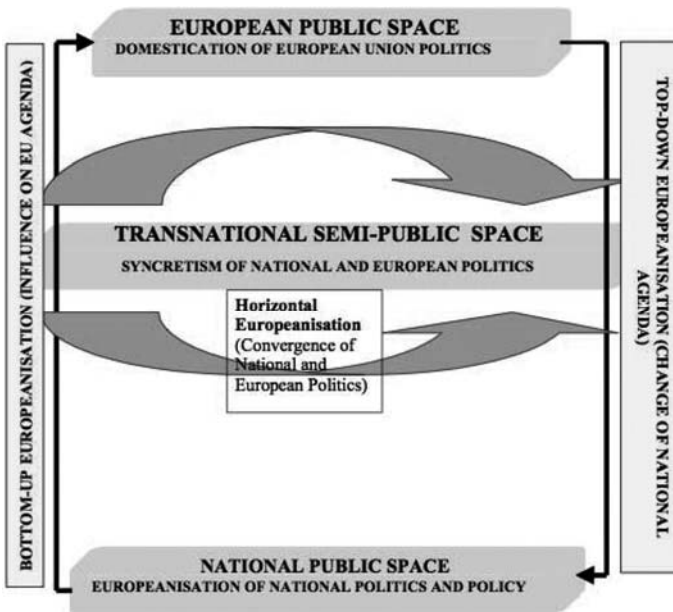 EUROPEAN PUBLIC SPACE
DOMESTICATION OF EUROPEAN UNION POLITICS
BOTTOM-UP EUROPEANISATION (INFLUENCE ON EU AGENDA)
TOP-DOWN EUROPEANISATION (CHANGE OF NATIONAL
AGENDA)
TRANSNATIONAL SEMI-PUBLIC SPACE
SYNCRETISM OF NATIONAL AND EUROPEAN POLITICS
Horizontal
Europeanisation
(Convergence of
National and
European Politics)
NATIONAL PUBLIC SPACE
EUROPEANISATION OF NATIONAL POLITICS AND POLICY